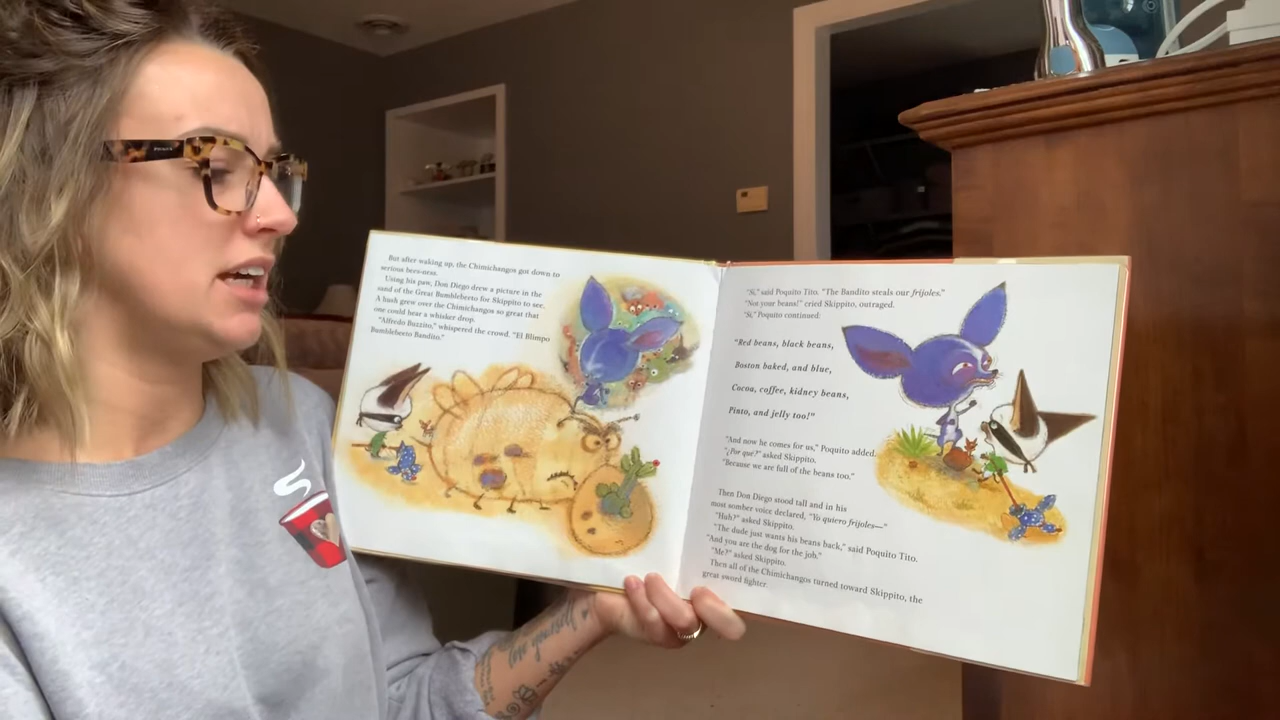 But after waking up, the Chimichangos got down to
serious bees-ness.
Using his paw, Don Diego drew a picture in the
sand of the Great Bumbleberto for Skippito to see.
A hush grew over the Chimichangos so great that
one could hear a whisker drop.
"Alfredo Buzzito," whispered the crowd. "El Blimpo
Bumblebeeto Bandito."
"Sí," said Poquito Tito. "The Bandito steals our frijoles."
"Not your beans!" cried Skippito, outraged.
"Sí," Poquito continued:
"Red beans, black beans,
Boston baked, and blue,
Cocoa, coffee, kidney beans,
Pinto, and jelly too!"
"And now he comes for us," Poquito added.
"¿Por qué?" asked Skippito.
"Because we are full of the beans too."
Then Don Diego stood tall and in his
most somber voice declared, "Yo quiero frijoles—"
"Huh?" asked Skippito.
"The dude just wants his beans back," said Poquito Tito.
"And you are the dog for the job."
"Me?" asked Skippito.
Then all of the Chimichangos turned toward Skippito, the
great sword fighter.